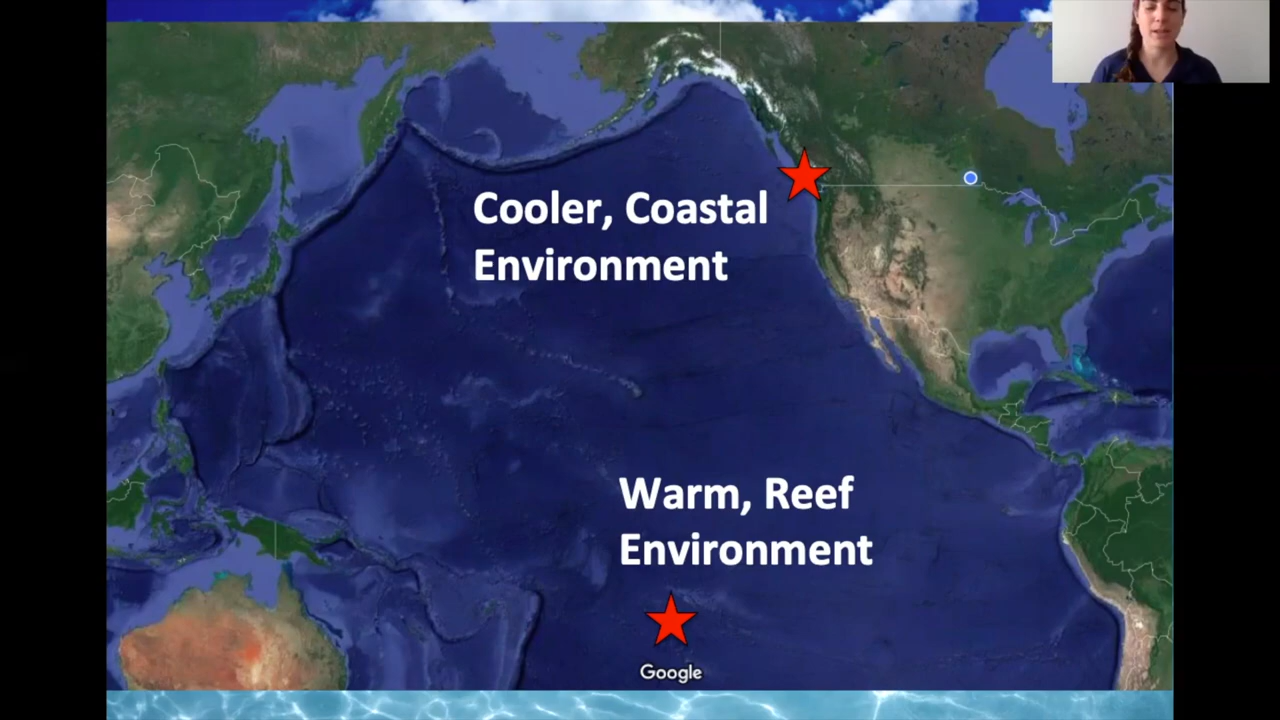 Cooler, Coastal
Environment
Warm, Reef
Environment
Google